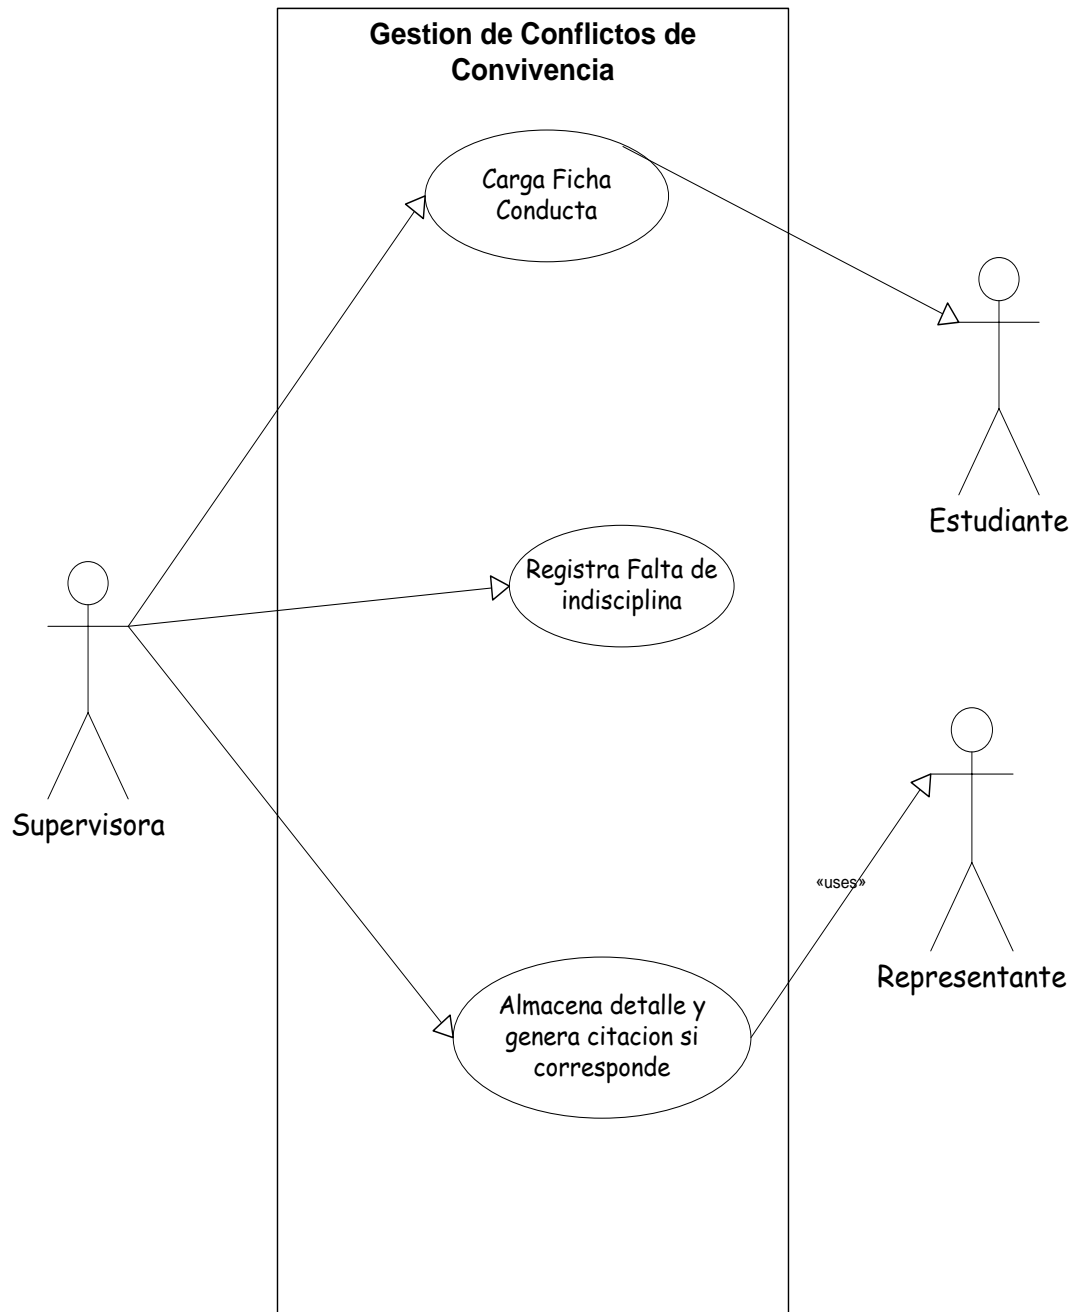 Gestion de Conflictos de
Convivencia
Carga Ficha
Conducta
Estudiante
Registra Falta de
indisciplina
Supervisora
«uses»
Representante
Almacena detalle y
genera citacion si
corresponde